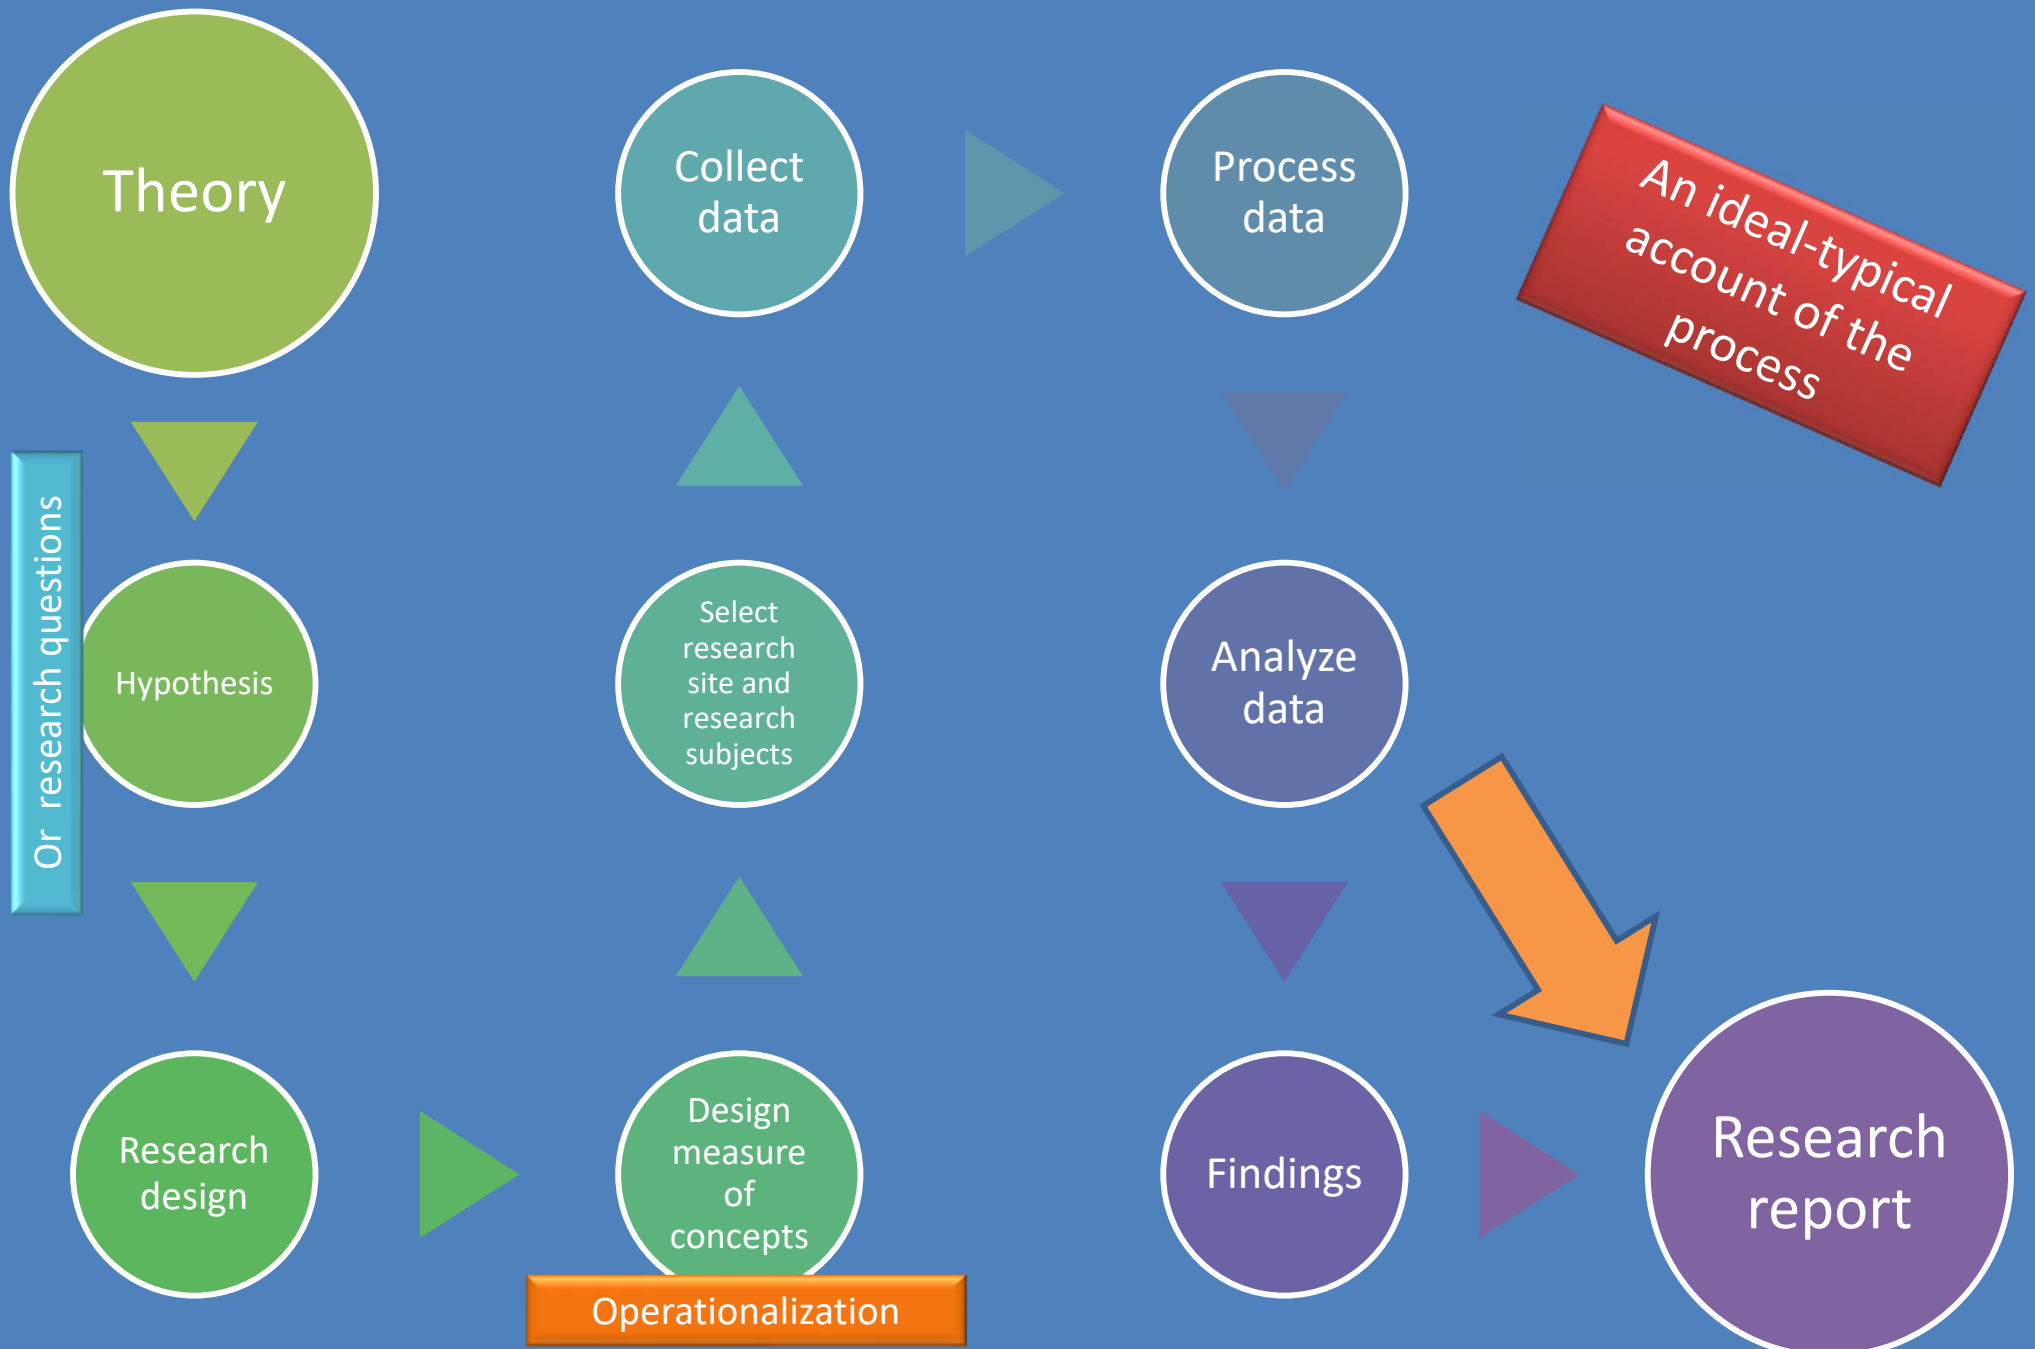 Theory
Or research questions
Hypothesis
Research
design
Design
measure
of
concepts
Operationalization
Select
research
site and
research
subjects
Collect
data
Process
data
Analyze
data
Findings
Research
report
An ideal-typical
account of the
process